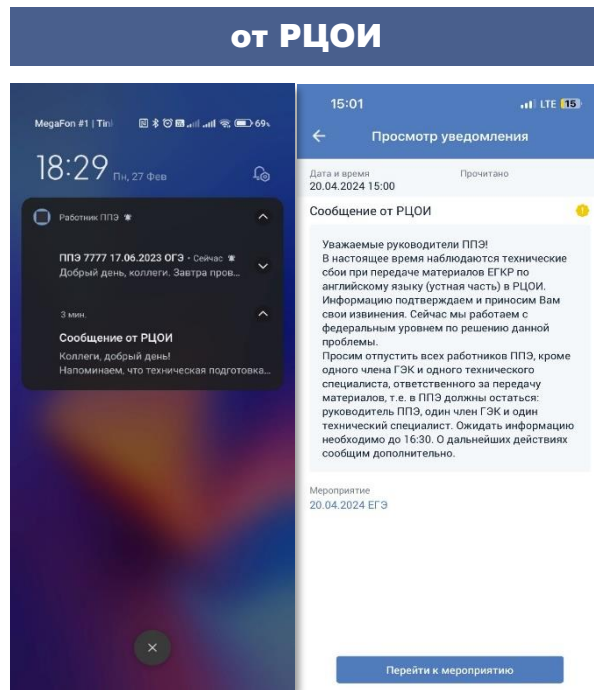 от РЦОИ
MegaFon #1 | Tin
69%
18:29 Пн, 27 Фев
Работник ППЭ
ППЭ 7777 17.06.2023 ОГЭ • Сейчас
Добрый день, коллеги. Завтра пров...
3 мин.
Сообщение от РЦОИ
Коллеги, добрый день!
Напоминаем, что техническая подготовка...
15:01
LTE 15
Просмотр уведомления
Дата и время
Прочитано
20.04.2024 15:00
Сообщение от РЦОИ
Уважаемые руководители ППЭ!
В настоящее время наблюдаются технические
сбои при передаче материалов ЕГКР по
английскому языку (устная часть) в РЦОИ.
Информацию подтверждаем и приносим Вам
свои извинения. Сейчас мы работаем с
федеральным уровнем по решению данной
проблемы.
Просим отпустить всех работников ППЭ, кроме
одного члена ГЭК и одного технического
специалиста, ответственного за передачу
материалов, т.е. в ППЭ должны остаться:
руководитель ППЭ, один член ГЭК и один
технический специалист. Ожидать информацию
необходимо до 16:30. О дальнейших действиях
сообщим дополнительно.
Мероприятие
20.04.2024 ЕГЭ
Перейти к мероприятию